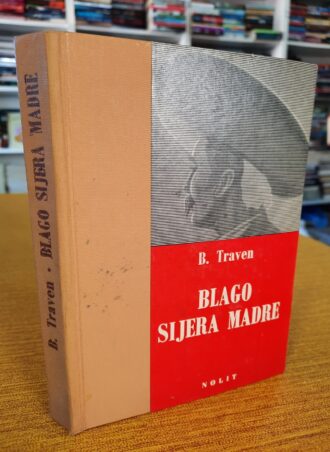 B. Traven • BLAGO SIJERA MADRE
B. Traven
BLAGO
SIJERA MADRE
NOLIT